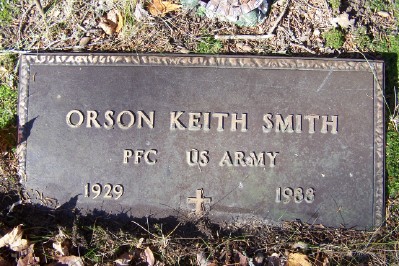 ORSON KEITH SMITH
PFC US ARMY
1929 1988